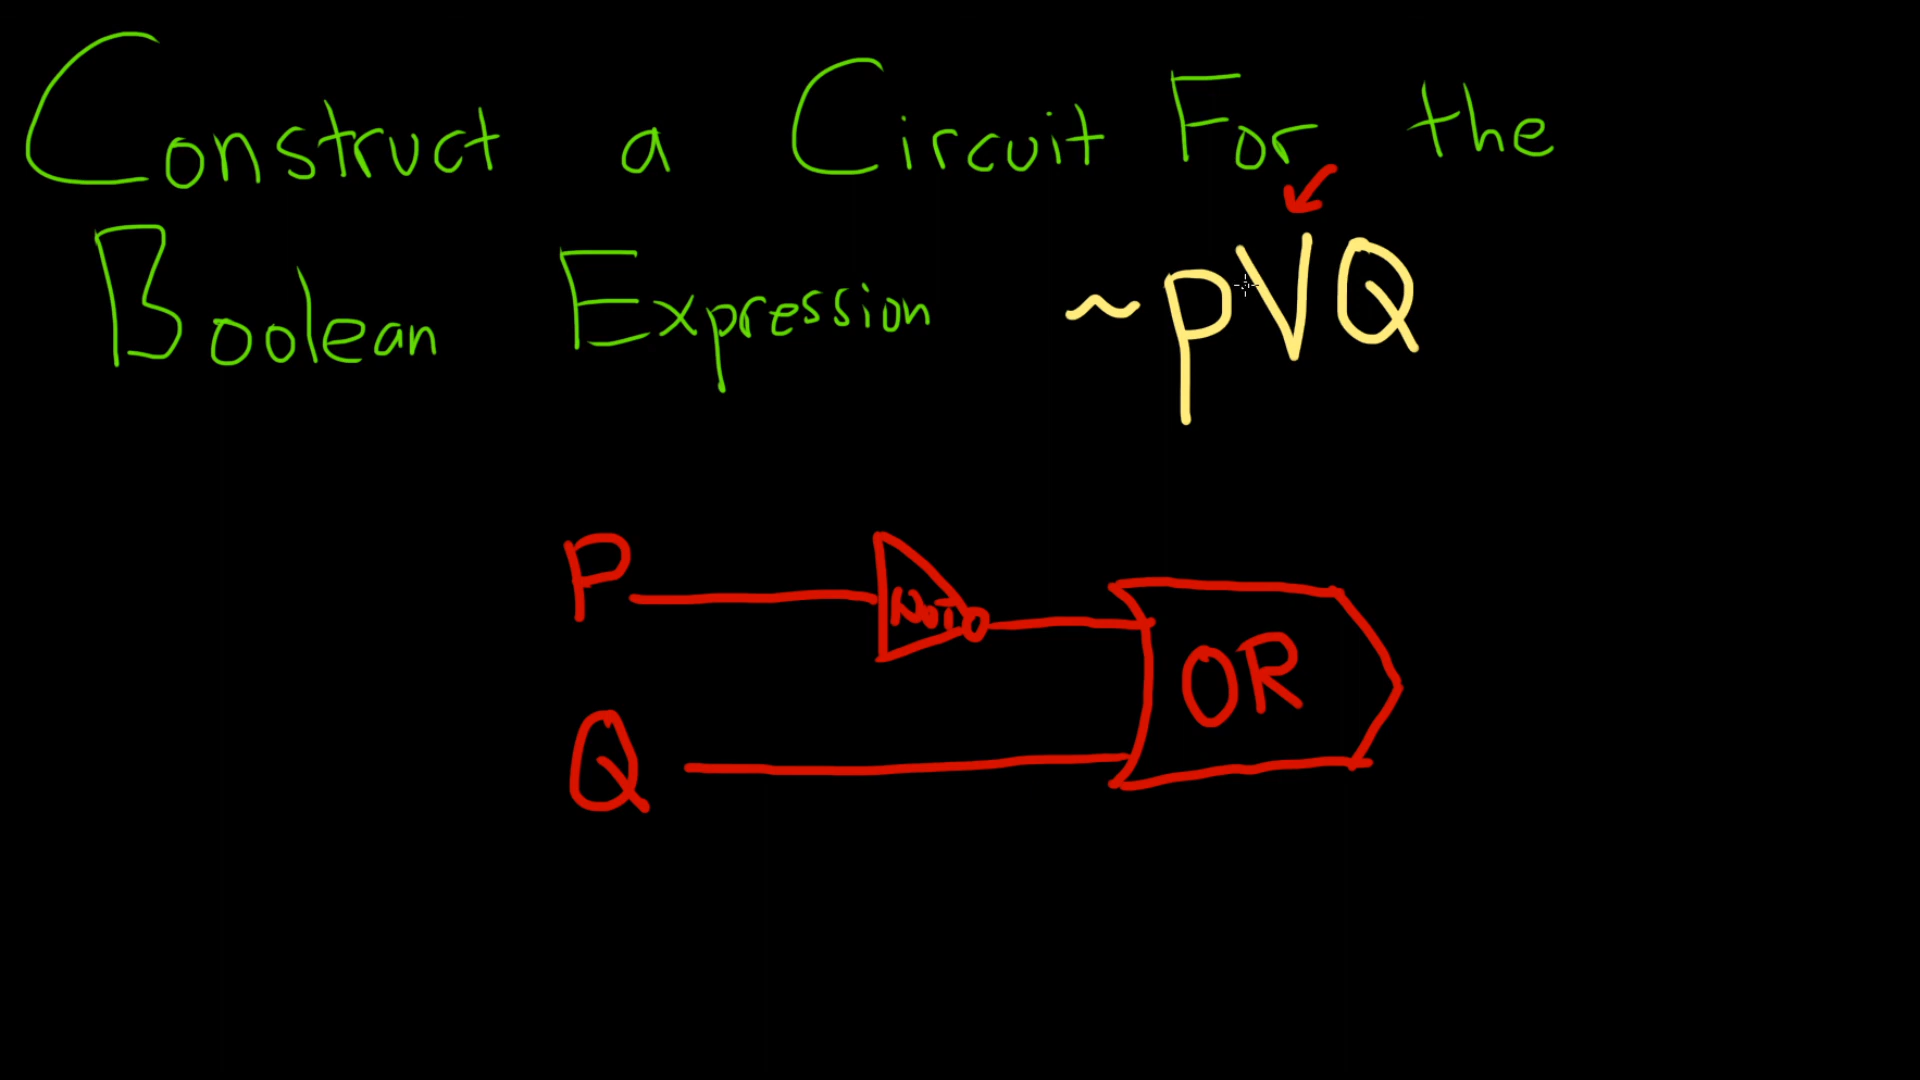 Construct a Circuit For the
Boolean Expression ~pVQ
P
NOT
OR
Q